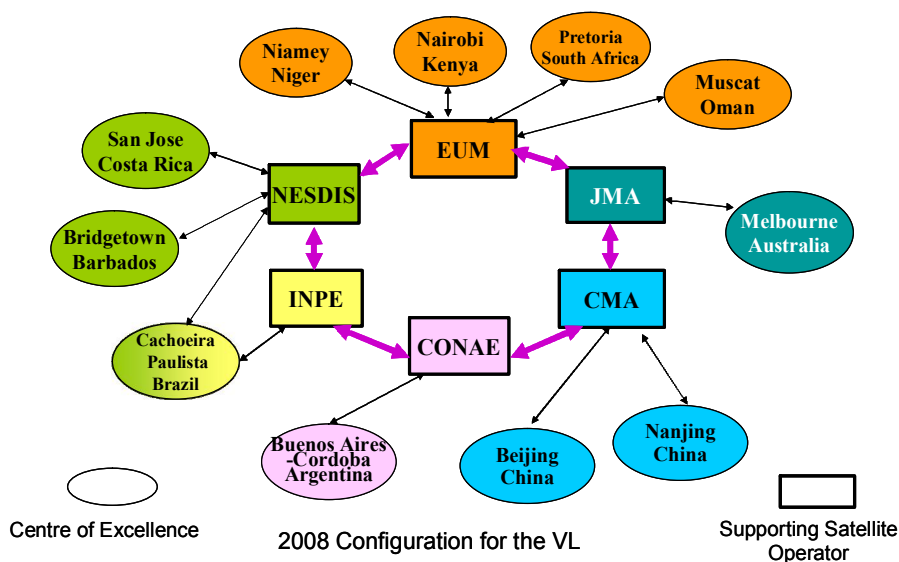 Niamey
Niger
Nairobi
Kenya
Pretoria
South Africa
Muscat
Oman
San Jose
Costa Rica
EUM
NESDIS
JMA
Bridgetown
Barbados
Melbourne
Australia
INPE
CMA
Cachoeira
Paulista
Brazil
CONAE
Buenos Aires
-Cordoba
Argentina
Beijing
China
Nanjing
China
Centre of Excellence
2008 Configuration for the VL
Supporting Satellite
Operator